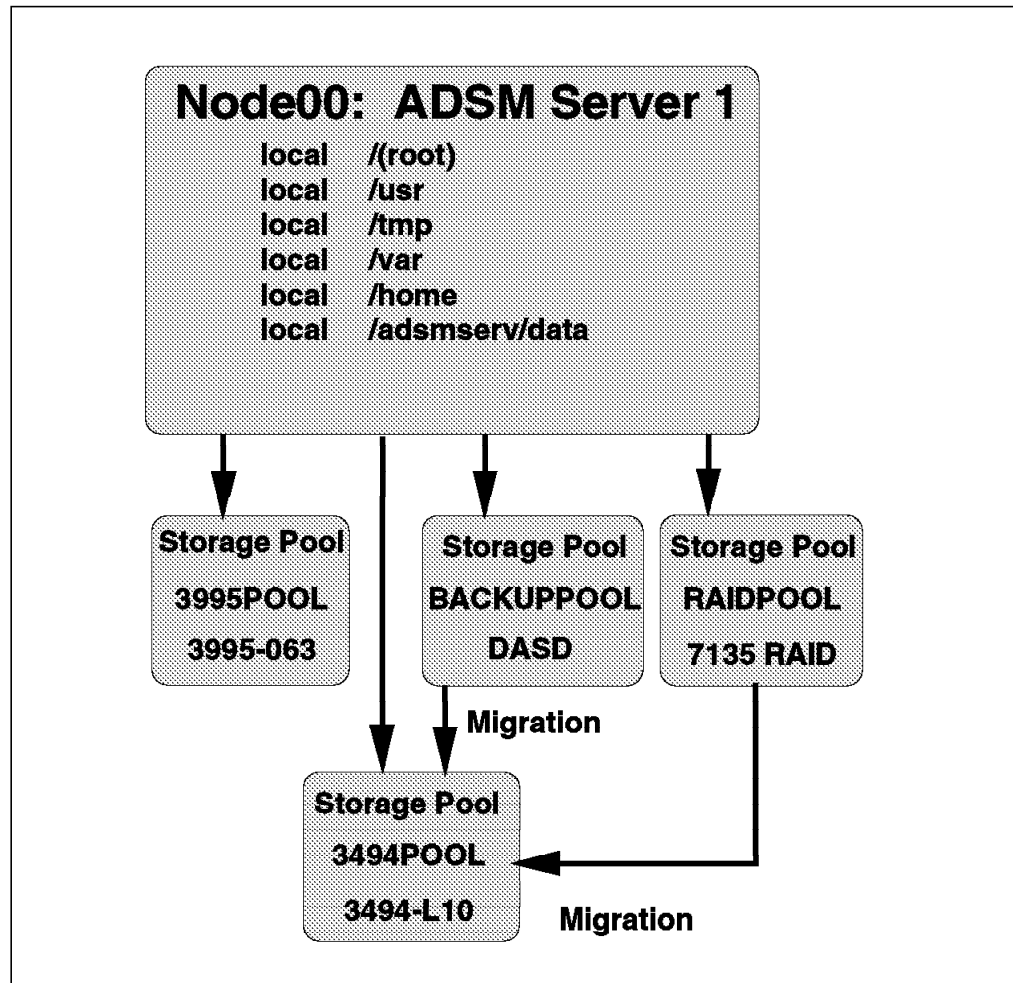 Node00: ADSM Server 1
local /(root)
local /usr
local /tmp
local /var
local /home
local /adsmserv/data
Storage Pool
3995POOL
3995-063
Storage Pool
BACKUPPOOL
DASD
Storage Pool
RAIDPOOL
7135 RAID
Migration
Storage Pool
3494POOL
3494-L10
Migration